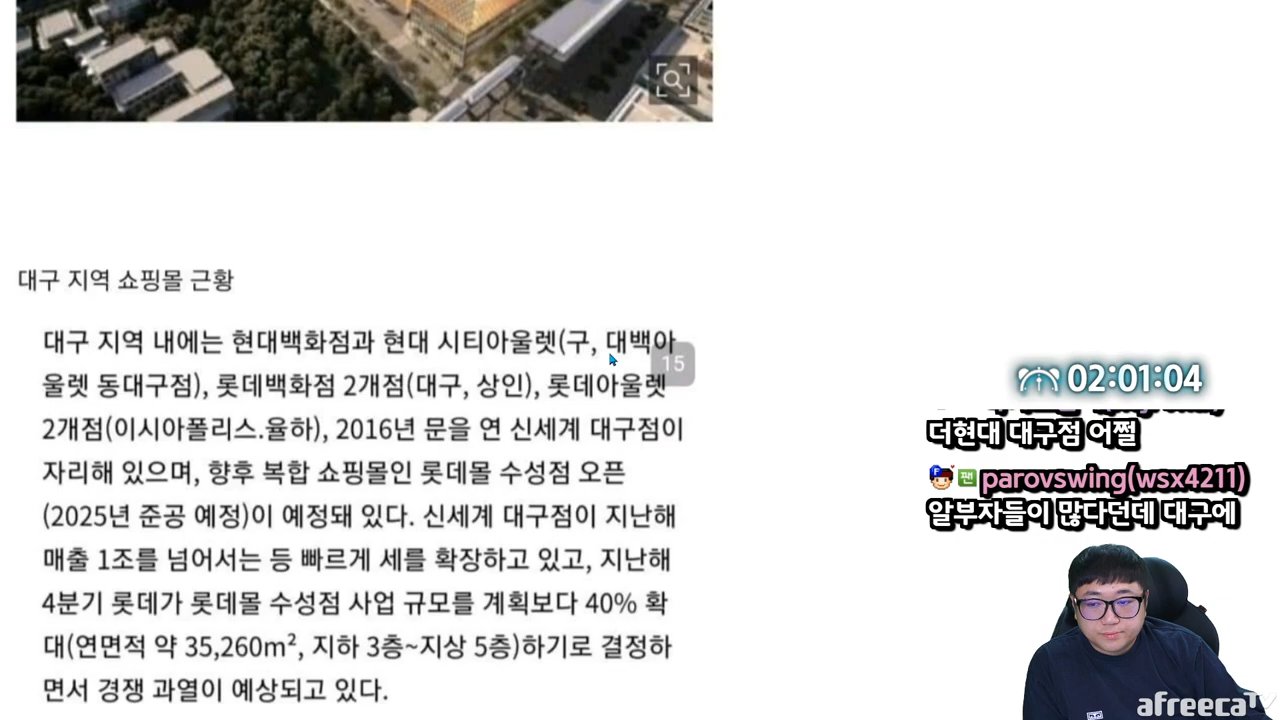 대구 지역 쇼핑몰 근황
대구 지역 내에는 현대백화점과 현대 시티아울렛(구, 대백아
15
울렛 동대구점), 롯데백화점 2개점(대구, 상인), 롯데아울렛
2개점(이시아폴리스.율하), 2016년 문을 연 신세계 대구점이
자리해 있으며, 향후 복합 쇼핑몰인 롯데몰 수성점 오픈
(2025년 준공 예정)이 예정돼 있다. 신세계 대구점이 지난해
매출 1조를 넘어서는 등 빠르게 세를 확장하고 있고, 지난해
4분기 롯데가 롯데몰 수성점 사업 규모를 계획보다 40% 확
대(연면적 약 35,260m², 지하 3층~지상 5층)하기로 결정하
면서 경쟁 과열이 예상되고 있다.
02:01:04
더현대 대구점 어쩔
F 팬 parovswing(wsx4211)
알부자들이 많다던데 대구에
afreecaTV